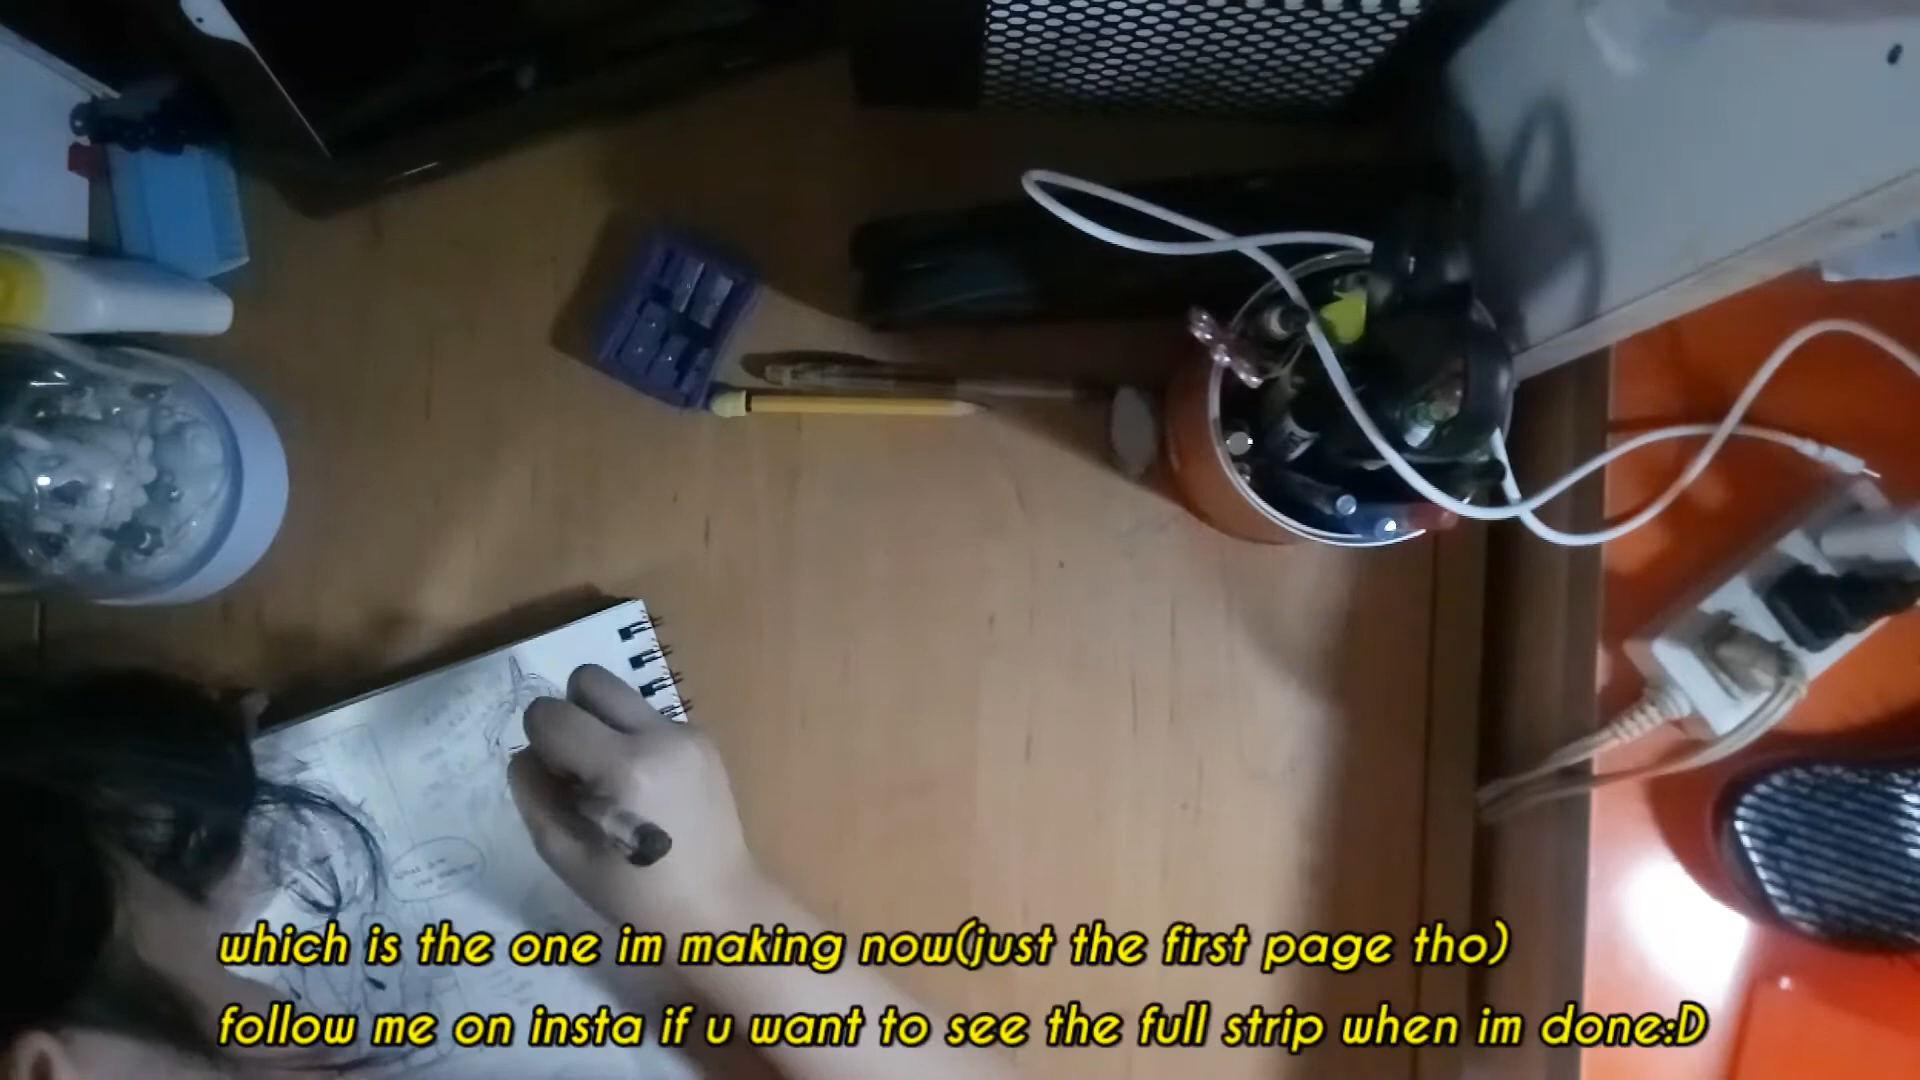 which is the one im making now(just the first page tho)
follow me on insta if u want to see the full strip when im done:D